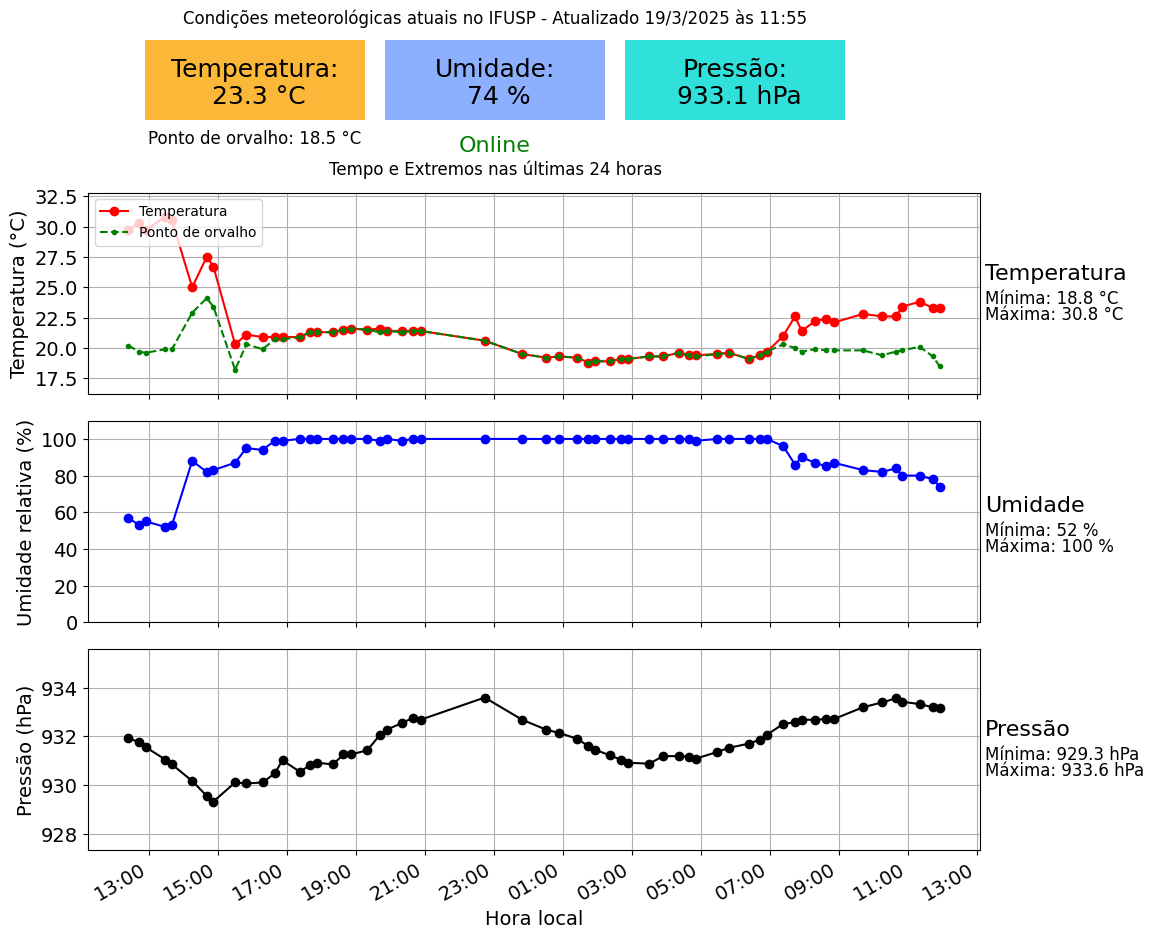 Condições meteorológicas atuais no IFUSP - Atualizado 19/3/2025 às 11:55
Temperatura:
23.3 °C
Umidade:
74 %
Pressão:
933.1 hPa
Ponto de orvalho: 18.5 °C
Online
Tempo e Extremos nas últimas 24 horas
Temperatura (°C)
32.5
30.0
27.5
25.0
22.5
20.0
17.5
Temperatura
Ponto de orvalho
Temperatura
Mínima: 18.8 °C
Máxima: 30.8 °C
Umidade relativa (%)
100
80
60
40
20
0
Umidade
Mínima: 52 %
Máxima: 100 %
Pressão (hPa)
934
932
930
928
Pressão
Mínima: 929.3 hPa
Máxima: 933.6 hPa
13:00
15:00
17:00
19:00
21:00
23:00
01:00
03:00
05:00
07:00
09:00
11:00
13:00
Hora local